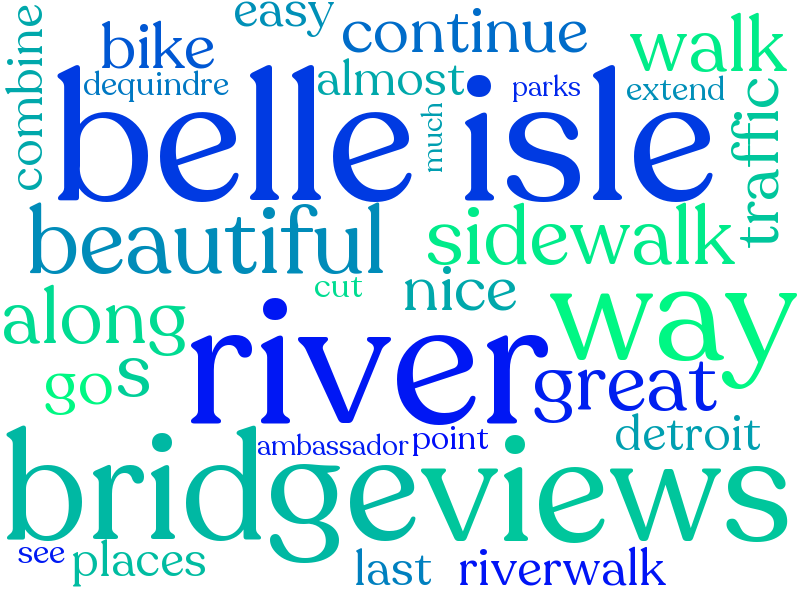 easy
combine
bike
continue
walk
dequindre
almost
parks
extend
belle isle
much
traffic
beautiful
sidewalk
along
cut
nice
way
river
go
s
great
bridge
views
ambassador
point
detroit
see
places
last
riverwalk